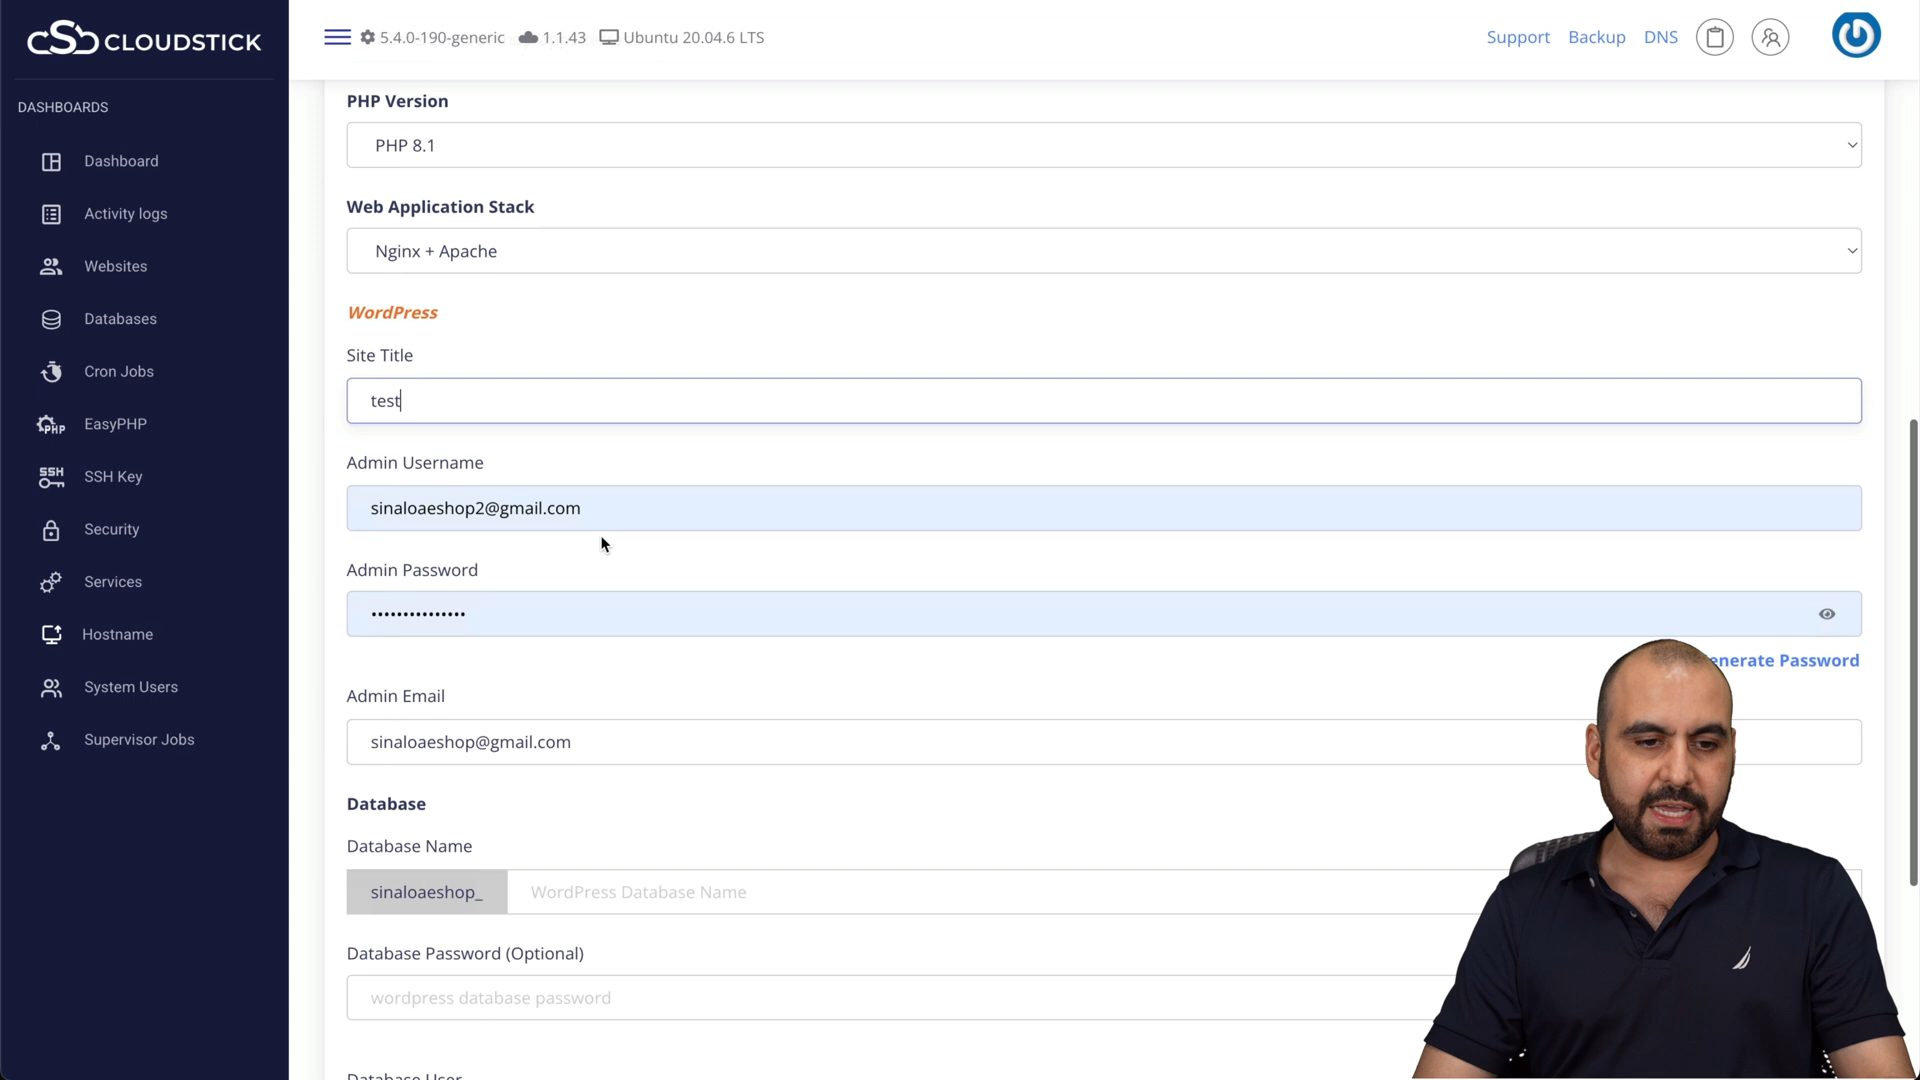 CLOUDSTICK
5.4.0-190-generic 1.1.43 Ubuntu 20.04.6 LTS
Support Backup DNS
DASHBOARDS
Dashboard
Activity logs
Websites
Databases
Cron Jobs
EasyPHP
SSH Key
Security
Services
Hostname
System Users
Supervisor Jobs
PHP Version
PHP 8.1
Web Application Stack
Nginx + Apache
WordPress
Site Title
test
Admin Username
sinaloaeshop2@gmail.com
Admin Password
•••••••••••••••
enerate Password
Admin Email
sinaloaeshop@gmail.com
Database
Database Name
sinaloaeshop_ WordPress Database Name
Database Password (Optional)
wordpress database password
Database User